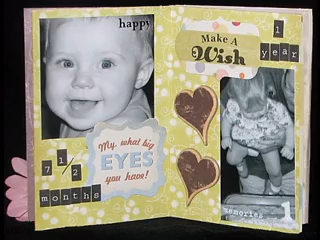 happy
My, what big
EYES
you have!
7 1/2
months
Make A
Wish
1
year
memories
1